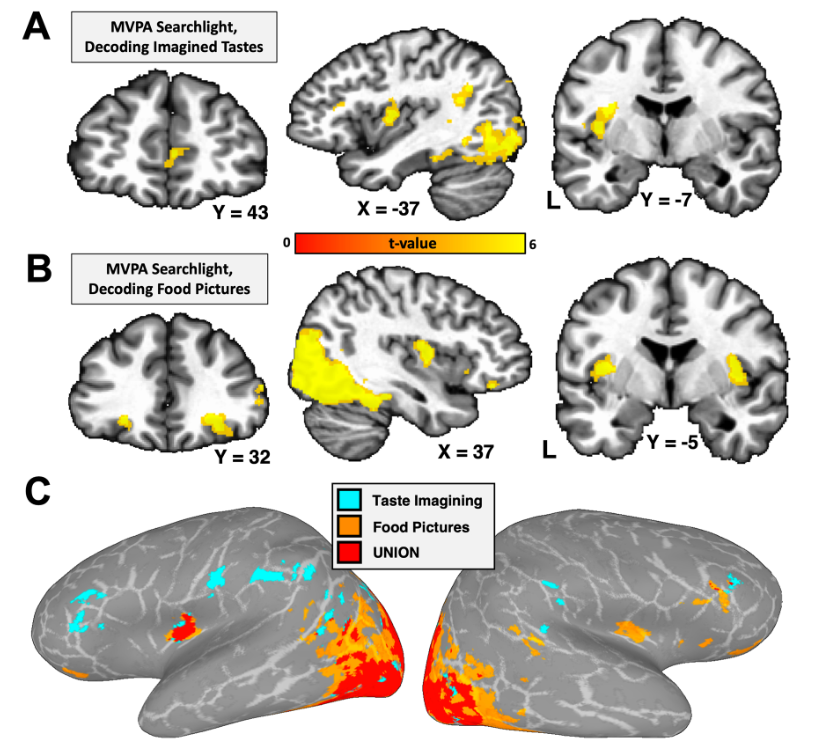 A
MVPA Searchlight,
Decoding Imagined Tastes
Y = 43
X = -37
L
Y = -7
0
t-value
6
B
MVPA Searchlight,
Decoding Food Pictures
Y = 32
X = 37
L
Y = -5
C
Taste Imagining
Food Pictures
UNION